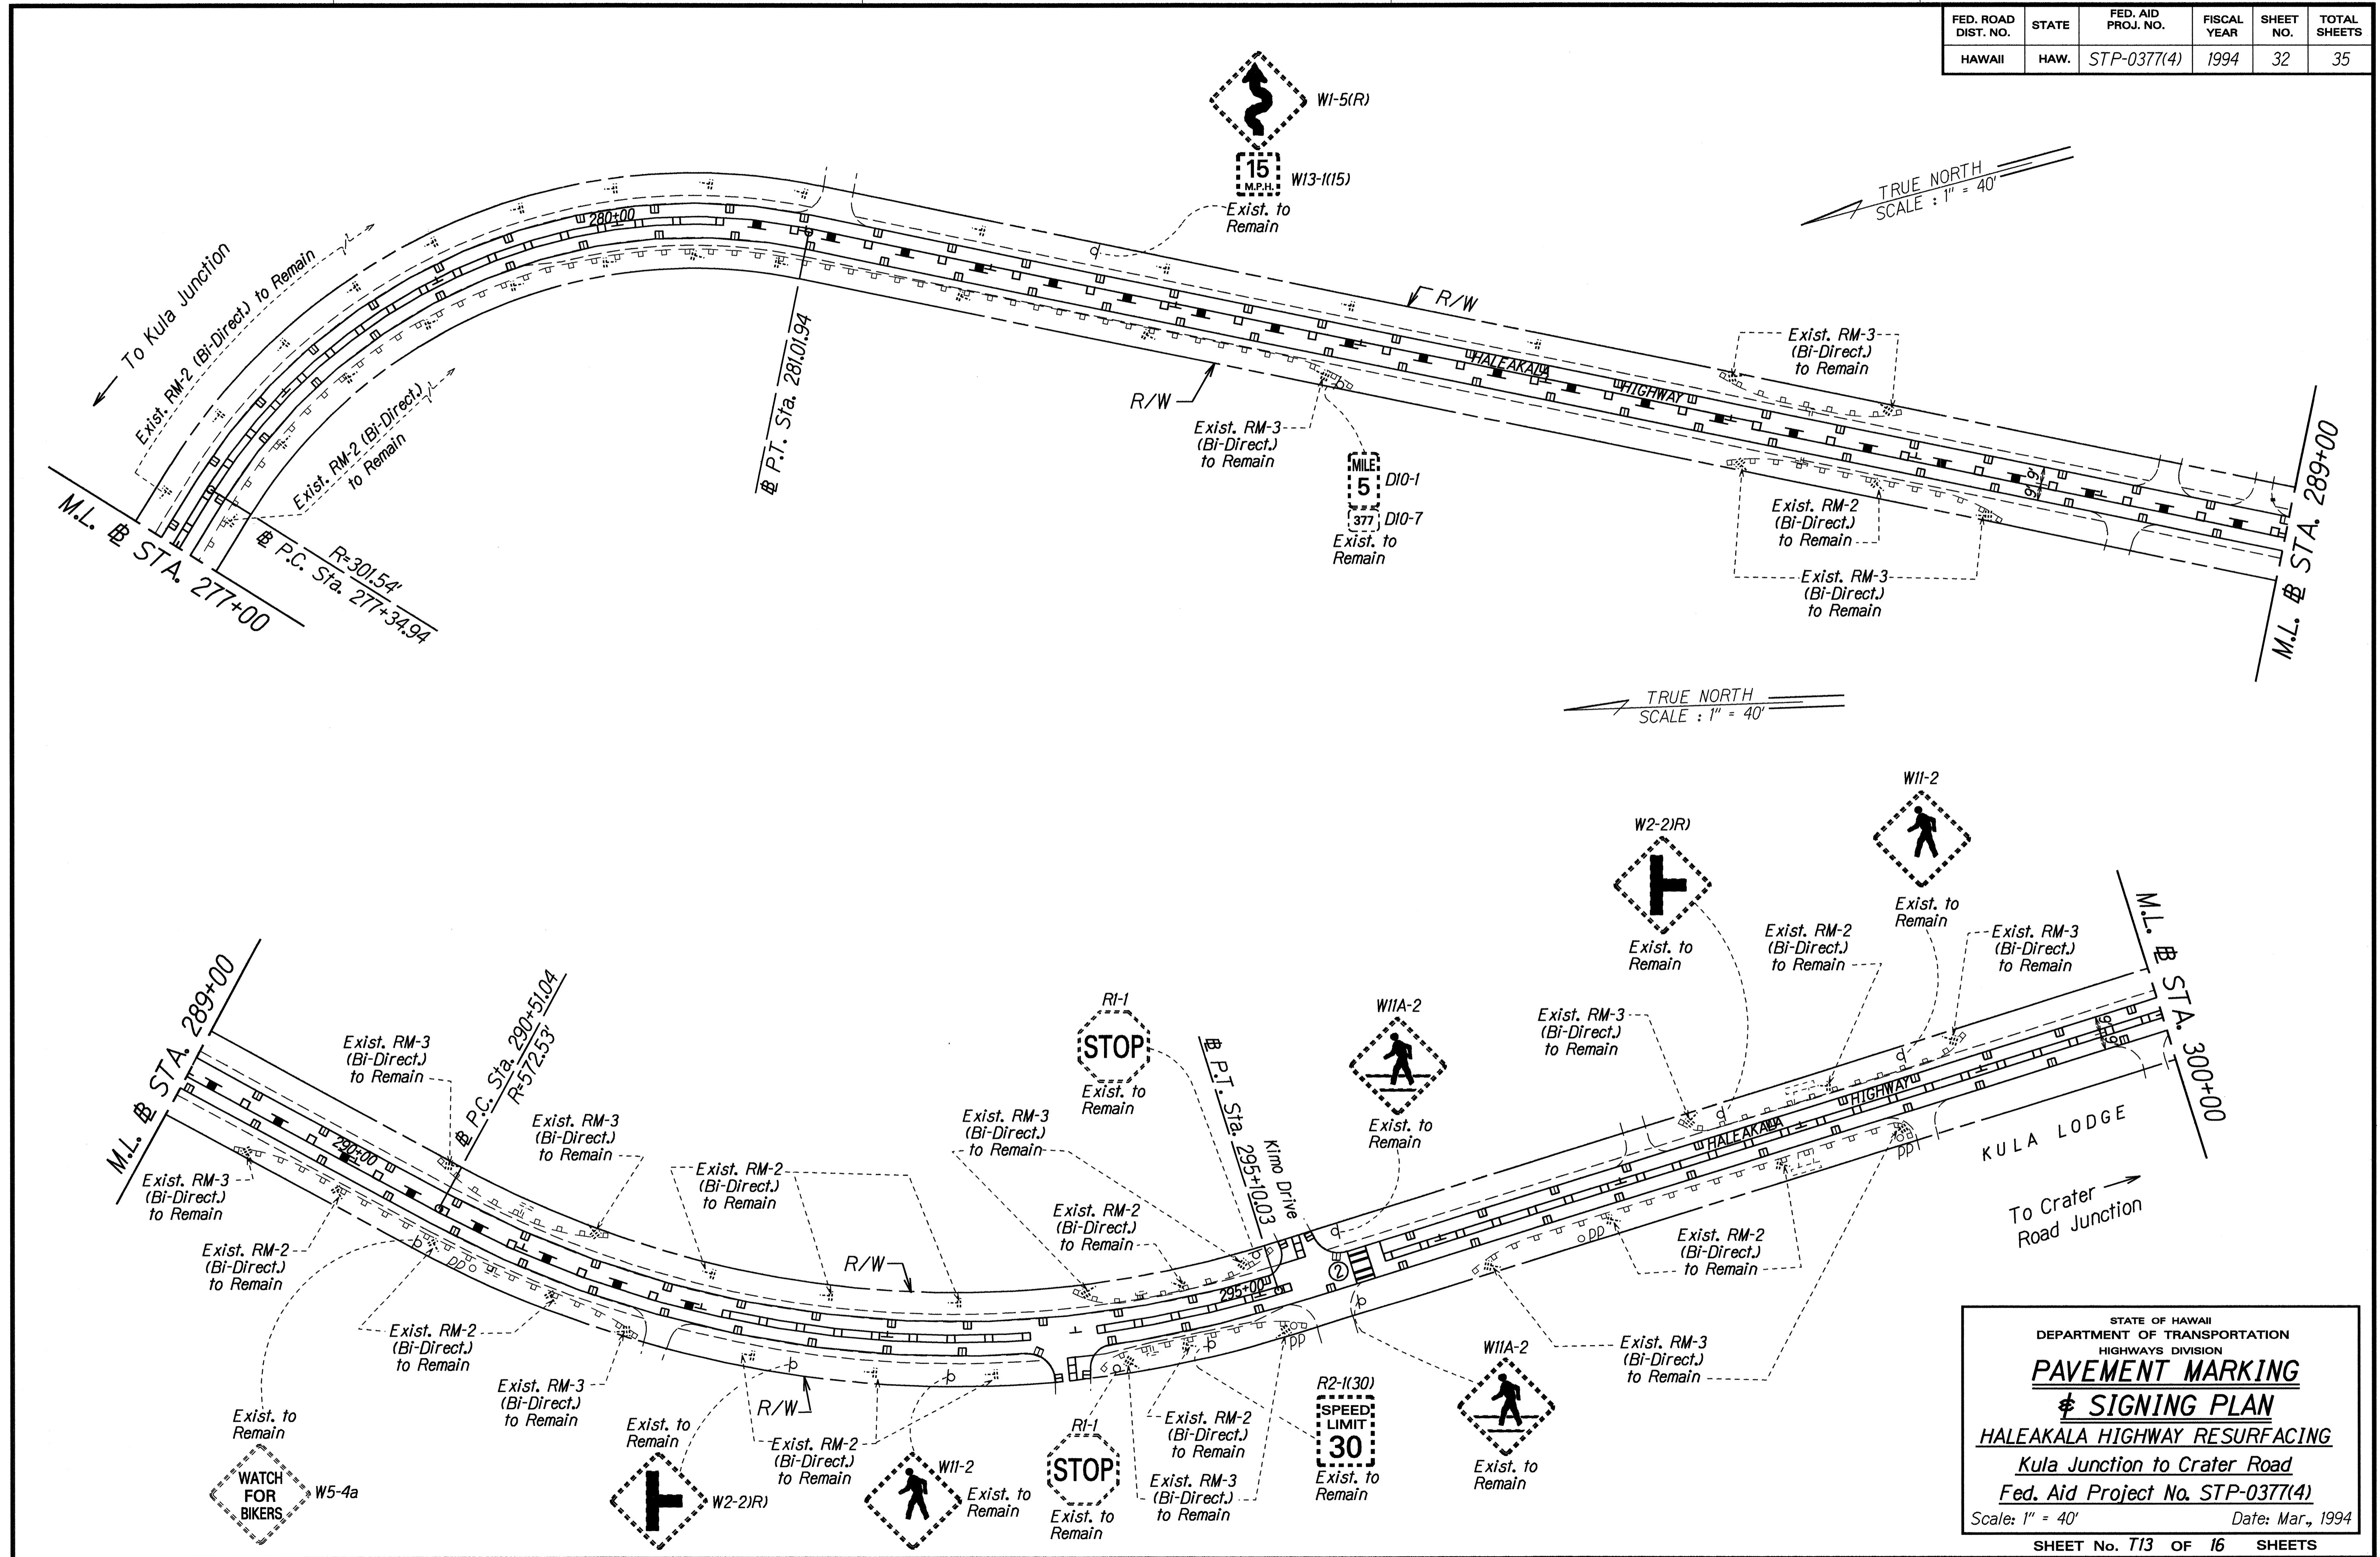 FED. ROAD DIST. NO.
STATE
FED. AID PROJ. NO.
FISCAL YEAR
SHEET NO.
TOTAL SHEETS
HAWAII
HAW.
STP-0377(4)
1994
32
35
W1-5(R)
15
M.P.H.
W13-1(15)
Exist. to
Remain
TRUE NORTH
SCALE : 1" = 40'
To Kula Junction
Exist. RM-2 (Bi-Direct.) to Remain
280+00
Exist. RM-2 (Bi-Direct.)
to Remain
M.L. BL STA. 277+00
R=301.54'
BL P.C. Sta. 277+34.94
BL P.T. Sta. 281.01.94
R/W
R/W
HALEAKALA
HIGHWAY
Exist. RM-3
(Bi-Direct.)
to Remain
MILE
5
D10-1
377
D10-7
Exist. to
Remain
Exist. RM-3
(Bi-Direct.)
to Remain
Exist. RM-2
(Bi-Direct.)
to Remain
Exist. RM-3
(Bi-Direct.)
to Remain
9' 9'
M.L. BL STA. 289+00
TRUE NORTH
SCALE : 1" = 40'
M.L. BL STA. 289+00
290+00
Exist. RM-3
(Bi-Direct.)
to Remain
BL P.C. Sta. 290+51.04
R=572.53'
Exist. RM-3
(Bi-Direct.)
to Remain
Exist. RM-2
(Bi-Direct.)
to Remain
R/W
Exist. RM-3
(Bi-Direct.)
to Remain
Exist. RM-2
(Bi-Direct.)
to Remain
R1-1
STOP
Exist. to
Remain
BL P.T. Sta. 295+10.03
Kimo Drive
295+00
2
W11A-2
Exist. to
Remain
W2-2)R)
Exist. to
Remain
W11-2
Exist. to
Remain
Exist. RM-3
(Bi-Direct.)
to Remain
Exist. RM-2
(Bi-Direct.)
to Remain
Exist. RM-3
(Bi-Direct.)
to Remain
M.L. BL STA. 300+00
HALEAKALA
HIGHWAY
9' 9'
KULA LODGE
To Crater
Road Junction
Exist. RM-3
(Bi-Direct.)
to Remain
Exist. RM-2
(Bi-Direct.)
to Remain
PP
Exist. RM-2
(Bi-Direct.)
to Remain
Exist. RM-3
(Bi-Direct.)
to Remain
Exist. to
Remain
WATCH
FOR
BIKERS
W5-4a
R/W
Exist. to
Remain
W2-2)R)
Exist. RM-2
(Bi-Direct.)
to Remain
W11-2
Exist. to
Remain
R1-1
STOP
Exist. to
Remain
Exist. RM-2
(Bi-Direct.)
to Remain
Exist. RM-3
(Bi-Direct.)
to Remain
PP
R2-1(30)
SPEED
LIMIT
30
Exist. to
Remain
W11A-2
Exist. to
Remain
PP
PP
Exist. RM-2
(Bi-Direct.)
to Remain
Exist. RM-3
(Bi-Direct.)
to Remain
STATE OF HAWAII
DEPARTMENT OF TRANSPORTATION
HIGHWAYS DIVISION
PAVEMENT MARKING
& SIGNING PLAN
HALEAKALA HIGHWAY RESURFACING
Kula Junction to Crater Road
Fed. Aid Project No. STP-0377(4)
Scale: 1" = 40'
Date: Mar., 1994
SHEET No. T13 OF 16 SHEETS